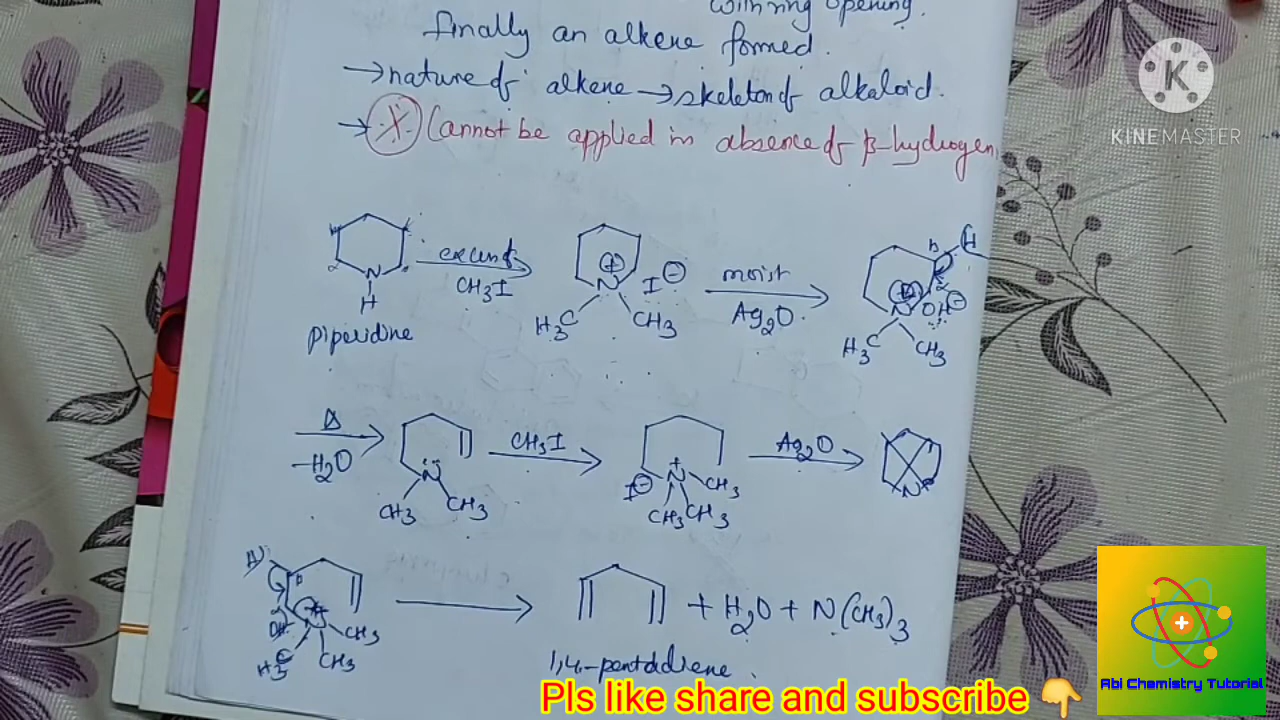 with ring opening.
finally an alkene formed.
→ nature of alkene → skeleton of alkaloid.
→ X. Cannot be applied in absence of β-hydrogen,
K
KINEMASTER
N
H
piperidine
CH3I
⊕
N
I⊖
H3C
CH3
moist
Ag2O.
H
N
OH⊖
H3C
CH3
Δ
-H2O
N
CH3
CH3
CH3I
I⊖
N+
CH3
CH3
CH3
Ag2O
N
OH
CH3
H3C
CH3
+ H2O + N(CH3)3
1,4-pentadiene.
Pls like share and subscribe 👇
Abi Chemistry Tutorial